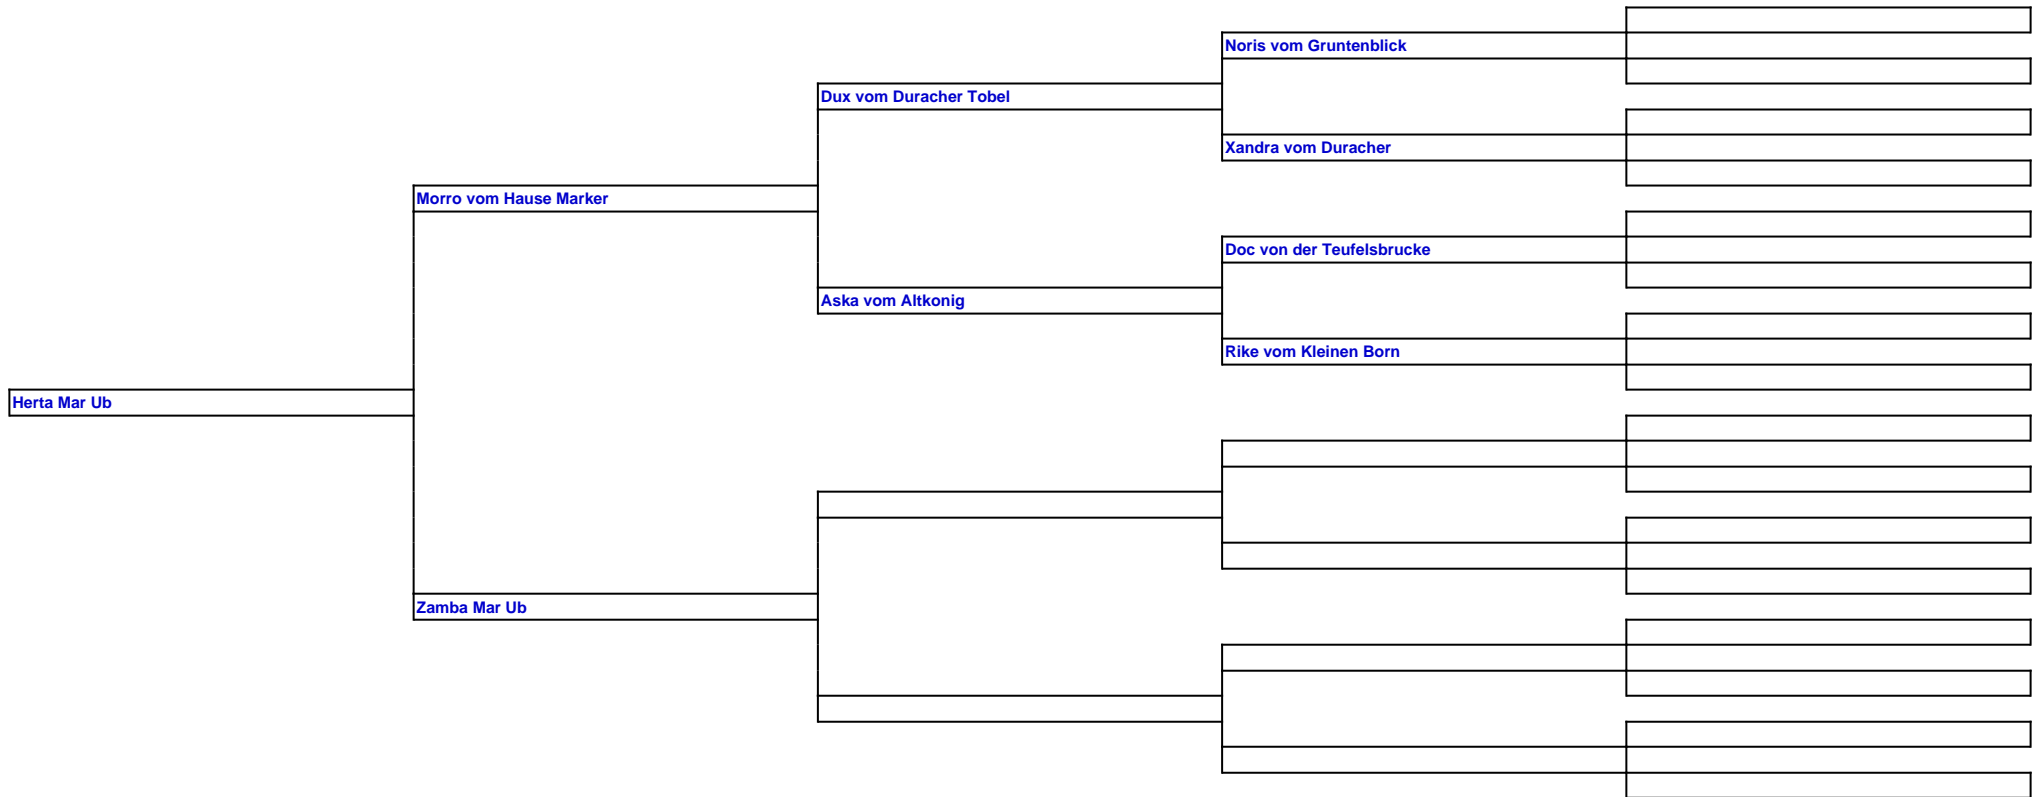 Noris vom Gruntenblick
Dux vom Duracher Tobel
Xandra vom Duracher
Morro vom Hause Marker
Doc von der Teufelsbrucke
Aska vom Altkonig
Rike vom Kleinen Born
Herta Mar Ub
Zamba Mar Ub